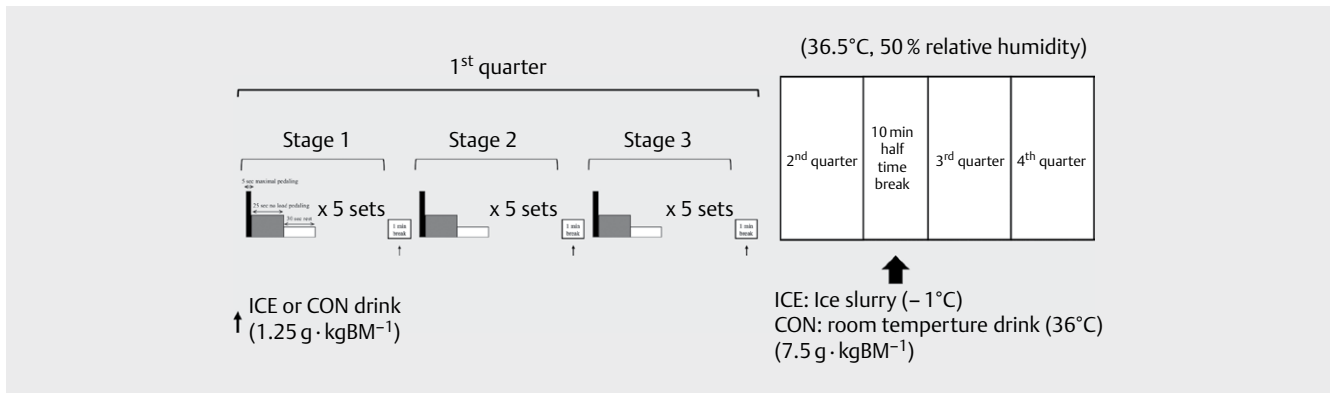 (36.5°C, 50 % relative humidity)
1st quarter
Stage 1
Stage 2
Stage 3
5 sec maximal pedaling
25 sec no load pedaling
30 sec rest
x 5 sets
x 5 sets
x 5 sets
1 min
break
1 min
break
1 min
break
2nd quarter
10 min
half
time
break
3rd quarter
4th quarter
ICE or CON drink
(1.25 g · kgBM−1)
ICE: Ice slurry (− 1°C)
CON: room temperture drink (36°C)
(7.5 g · kgBM−1)